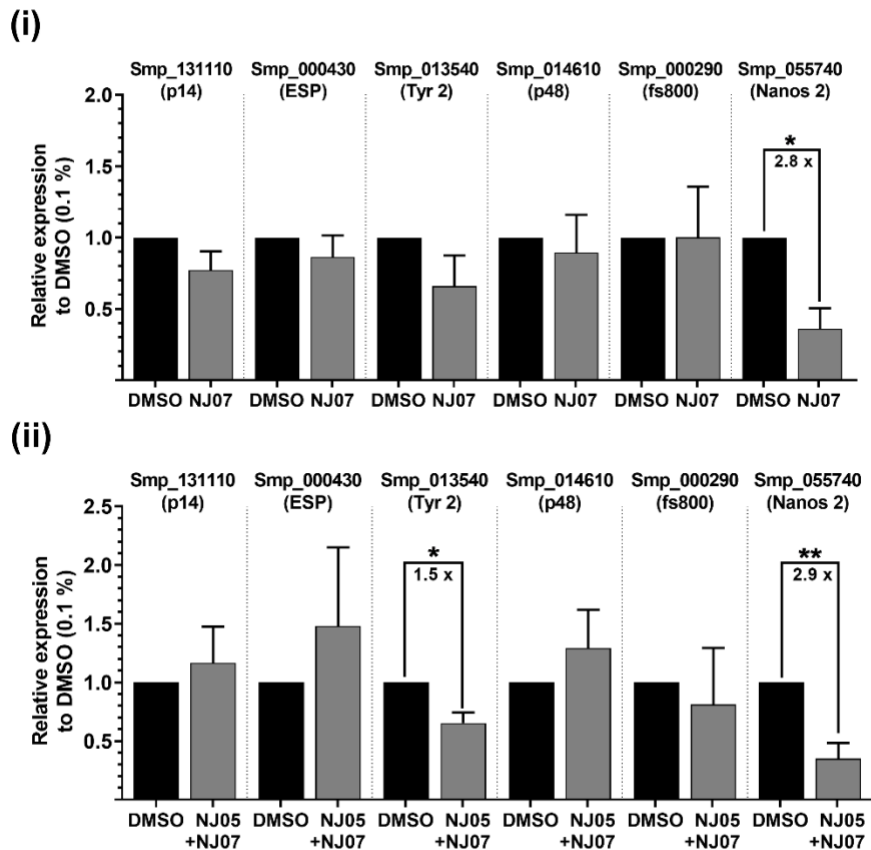 (i)
Smp_131110 Smp_000430 Smp_013540 Smp_014610 Smp_000290 Smp_055740
(p14) (ESP) (Tyr 2) (p48) (fs800) (Nanos 2)
Relative expression
to DMSO (0.1 %)
2.0
1.5
1.0
0.5
*
2.8 x
DMSO NJ07 DMSO NJ07 DMSO NJ07 DMSO NJ07 DMSO NJ07 DMSO NJ07
(ii)
Smp_131110 Smp_000430 Smp_013540 Smp_014610 Smp_000290 Smp_055740
(p14) (ESP) (Tyr 2) (p48) (fs800) (Nanos 2)
Relative expression
to DMSO (0.1 %)
2.5
2.0
1.5
1.0
0.5
* **
1.5 x 2.9 x
DMSO NJ05 DMSO NJ05 DMSO NJ05 DMSO NJ05 DMSO NJ05 DMSO NJ05
+NJ07 +NJ07 +NJ07 +NJ07 +NJ07 +NJ07